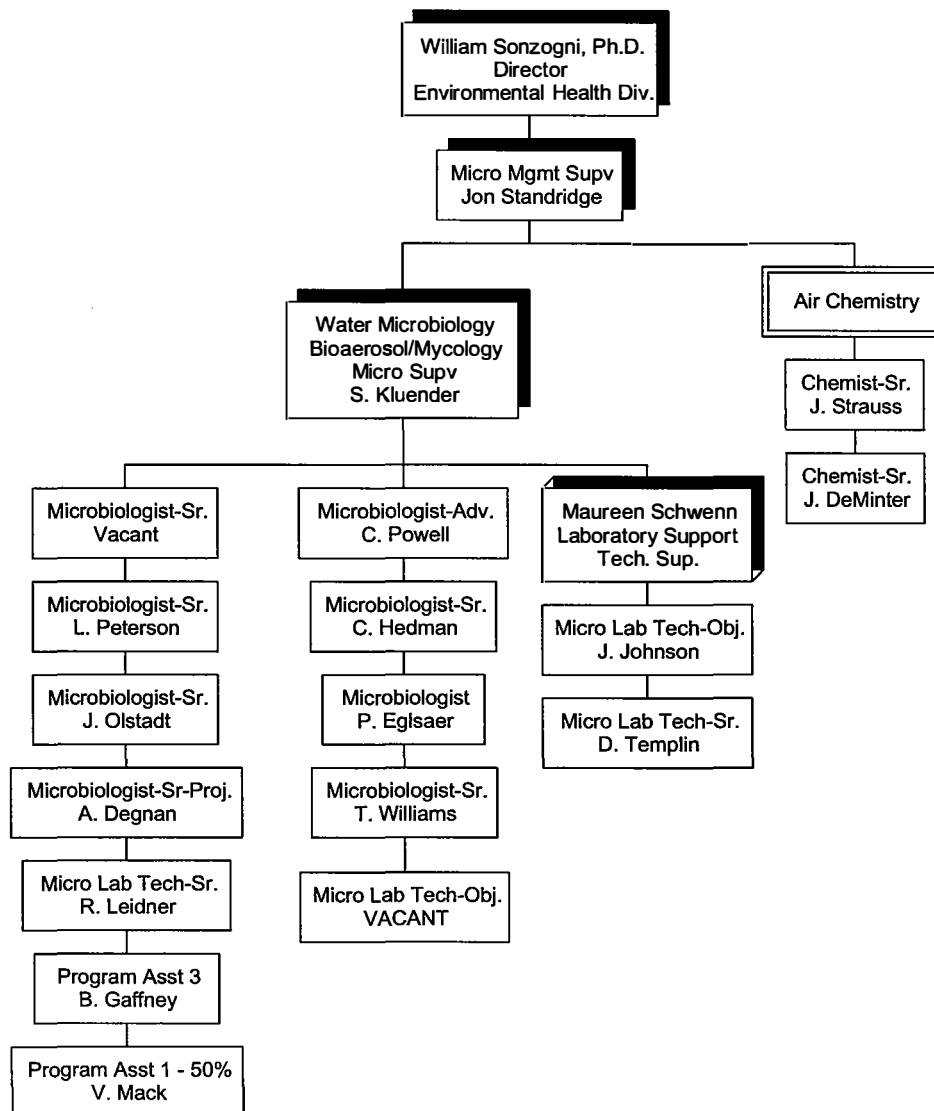 William Sonzogni, Ph.D.
Director
Environmental Health Div.
Micro Mgmt Supv
Jon Standridge
Water Microbiology
Bioaerosol/Mycology
Micro Supv
S. Kluender
Air Chemistry
Chemist-Sr.
J. Strauss
Chemist-Sr.
J. DeMinter
Microbiologist-Sr.
Vacant
Microbiologist-Sr.
L. Peterson
Microbiologist-Sr.
J. Olstadt
Microbiologist-Sr-Proj.
A. Degnan
Micro Lab Tech-Sr.
R. Leidner
Program Asst 3
B. Gaffney
Program Asst 1 - 50%
V. Mack
Microbiologist-Adv.
C. Powell
Microbiologist-Sr.
C. Hedman
Microbiologist
P. Eglsaer
Microbiologist-Sr.
T. Williams
Micro Lab Tech-Obj.
VACANT
Maureen Schwenn
Laboratory Support
Tech. Sup.
Micro Lab Tech-Obj.
J. Johnson
Micro Lab Tech-Sr.
D. Templin